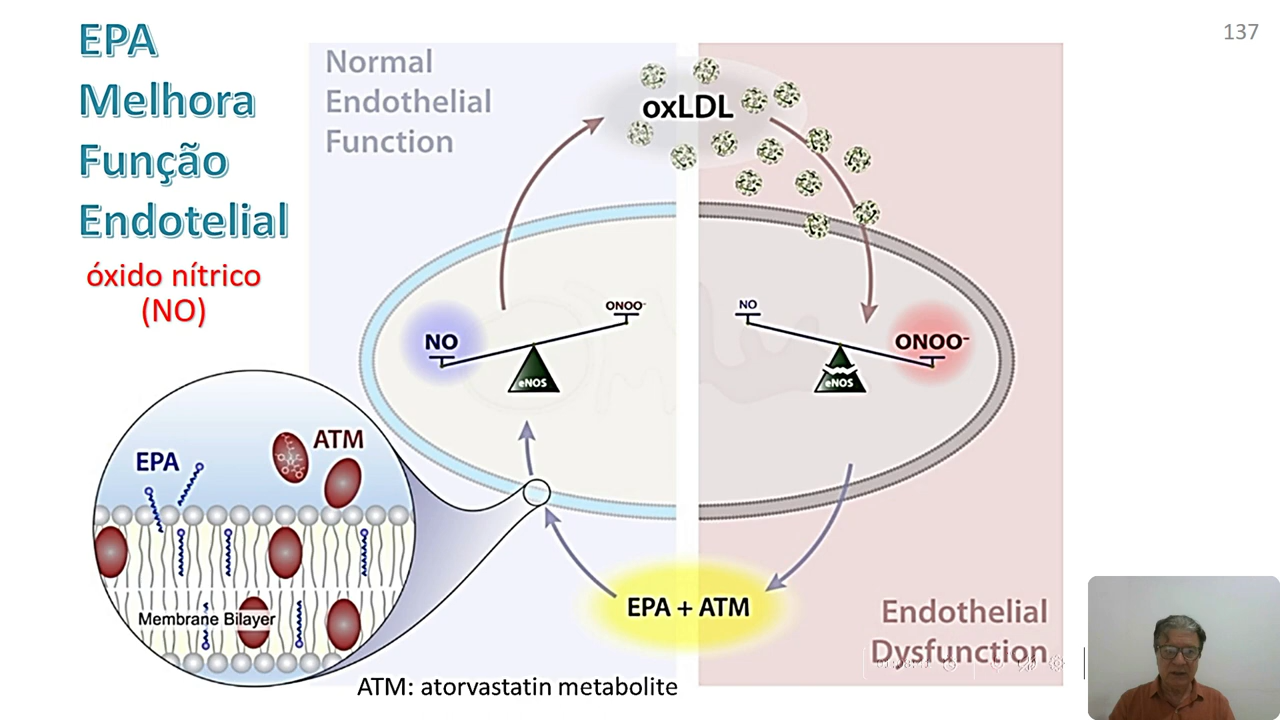 EPA
Melhora
Função
Endotelial
óxido nítrico
(NO)
137
Normal
Endothelial
Function
oxLDL
ONOO⁻
NO
eNOS
NO
ONOO⁻
eNOS
EPA
ATM
Membrane Bilayer
EPA + ATM
Endothelial
Dysfunction
ATM: atorvastatin metabolite